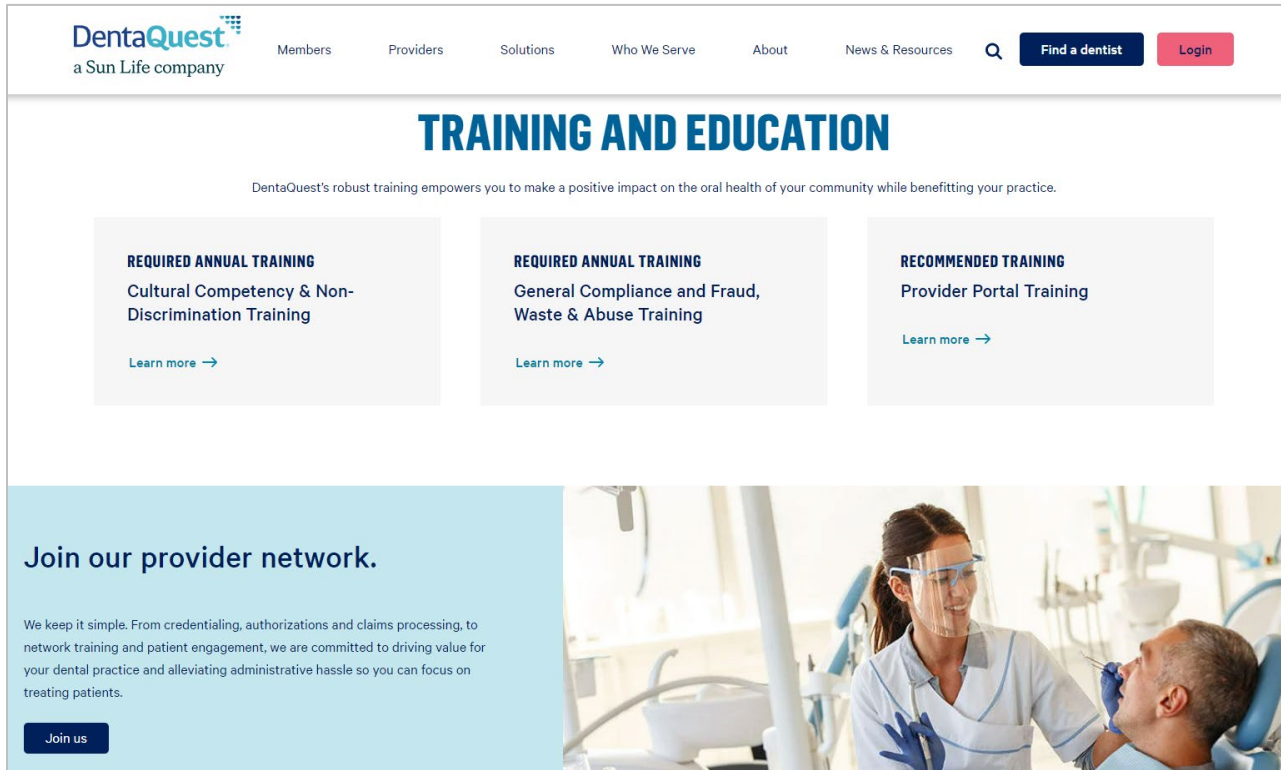 DentaQuest
a Sun Life company
Members
Providers
Solutions
Who We Serve
About
News & Resources
Find a dentist
Login
TRAINING AND EDUCATION
DentaQuest's robust training empowers you to make a positive impact on the oral health of your community while benefitting your practice.
REQUIRED ANNUAL TRAINING
Cultural Competency & Non-
Discrimination Training
Learn more →
REQUIRED ANNUAL TRAINING
General Compliance and Fraud,
Waste & Abuse Training
Learn more →
RECOMMENDED TRAINING
Provider Portal Training
Learn more →
Join our provider network.
We keep it simple. From credentialing, authorizations and claims processing, to
network training and patient engagement, we are committed to driving value for
your dental practice and alleviating administrative hassle so you can focus on
treating patients.
Join us